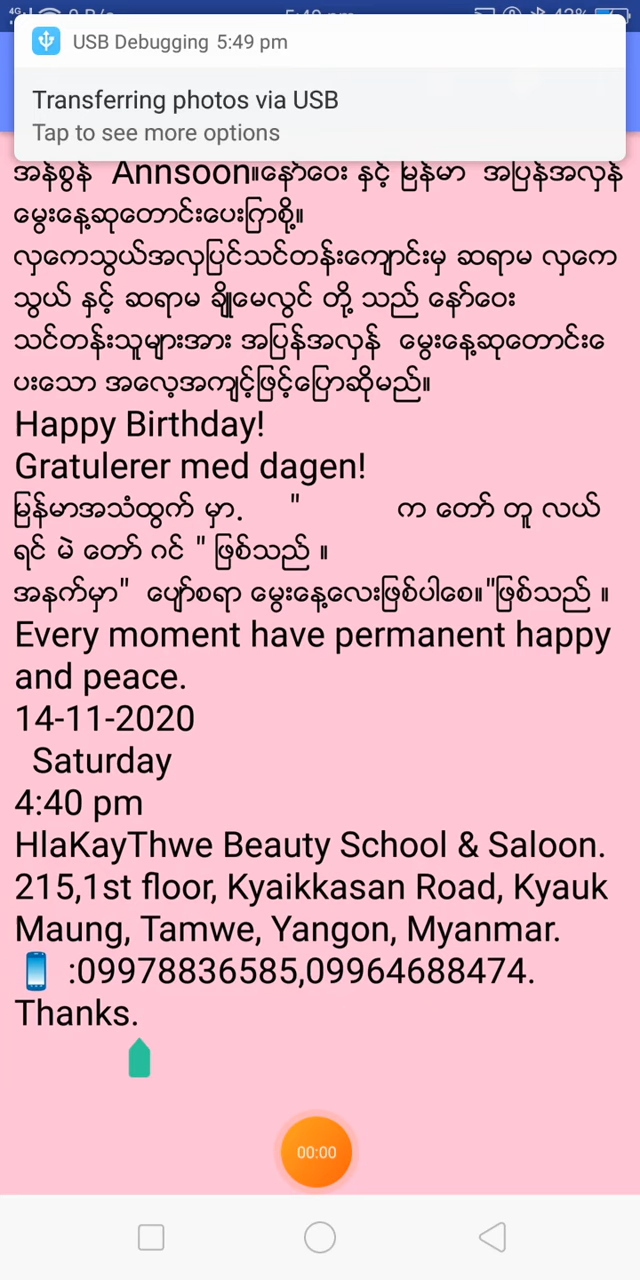 USB Debugging 5:49 pm
Transferring photos via USB
Tap to see more options
အန်စွန် Annsoon။နော်ဝေး နှင့် မြန်မာ အပြန်အလှန်
မွေးနေ့ဆုတောင်းပေးကြစို့။
လှကေသွယ်အလှပြင်သင်တန်းကျောင်းမှ ဆရာမ လှကေ
သွယ် နှင့် ဆရာမ ချိုမေလွင် တို့ သည် နော်ဝေး
သင်တန်းသူများအား အပြန်အလှန် မွေးနေ့ဆုတောင်းေ
ပးသော အလေ့အကျင့်ဖြင့်ပြောဆိုမည်။
Happy Birthday!
Gratulerer med dagen!
မြန်မာအသံထွက် မှာ. " က တော် တူ လယ်
ရင် မဲ တော် ဂင် " ဖြစ်သည် ။
အနက်မှာ" ပျော်စရာ မွေးနေ့လေးဖြစ်ပါစေ။"ဖြစ်သည် ။
Every moment have permanent happy
and peace.
14-11-2020
Saturday
4:40 pm
HlaKayThwe Beauty School & Saloon.
215,1st floor, Kyaikkasan Road, Kyauk
Maung, Tamwe, Yangon, Myanmar.
:09978836585,09964688474.
Thanks.
00:00